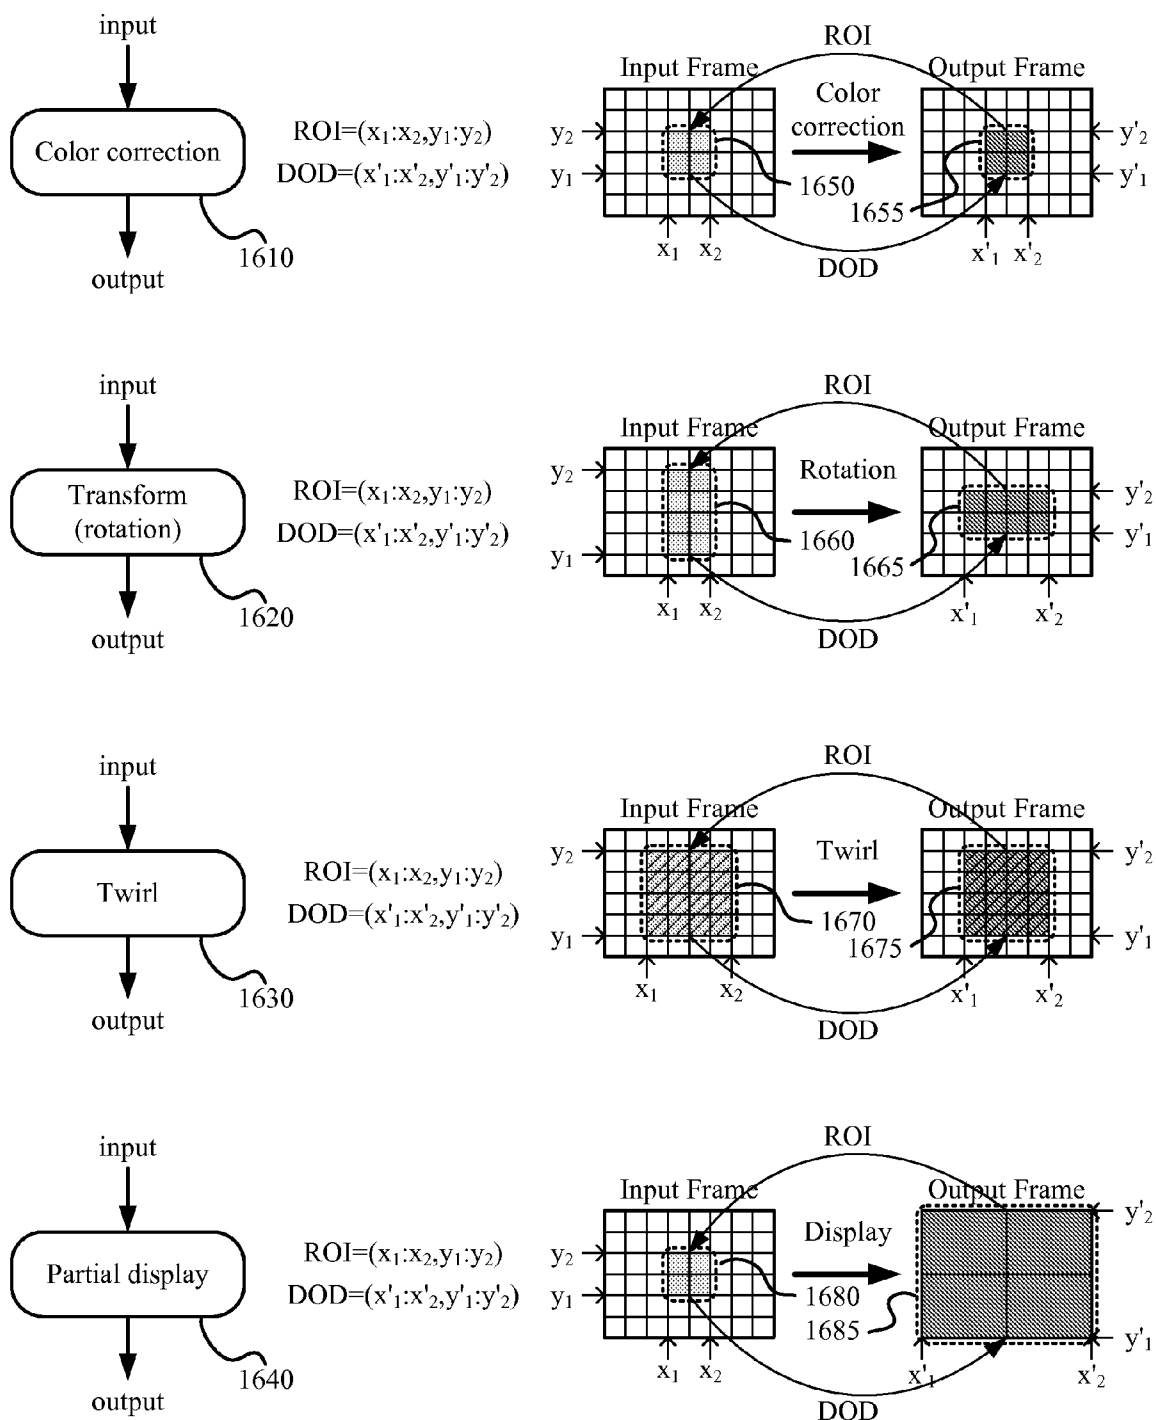 input
Color correction
output
1610
ROI=(x₁:x₂,y₁:y₂)
DOD=(x'₁:x'₂,y'₁:y'₂)
ROI
Input Frame
Output Frame
Color
correction
y₂
y₁
x₁
x₂
1650
1655
y'₂
y'₁
x'₁
x'₂
DOD
input
Transform
(rotation)
output
1620
ROI=(x₁:x₂,y₁:y₂)
DOD=(x'₁:x'₂,y'₁:y'₂)
ROI
Input Frame
Output Frame
Rotation
y₂
y₁
x₁
x₂
1660
1665
y'₂
y'₁
x'₁
x'₂
DOD
input
Twirl
output
1630
ROI=(x₁:x₂,y₁:y₂)
DOD=(x'₁:x'₂,y'₁:y'₂)
ROI
Input Frame
Output Frame
Twirl
y₂
y₁
x₁
x₂
1670
1675
y'₂
y'₁
x'₁
x'₂
DOD
input
Partial display
output
1640
ROI=(x₁:x₂,y₁:y₂)
DOD=(x'₁:x'₂,y'₁:y'₂)
ROI
Input Frame
Output Frame
Display
y₂
y₁
x₁
x₂
1680
1685
y'₂
y'₁
x'₁
x'₂
DOD